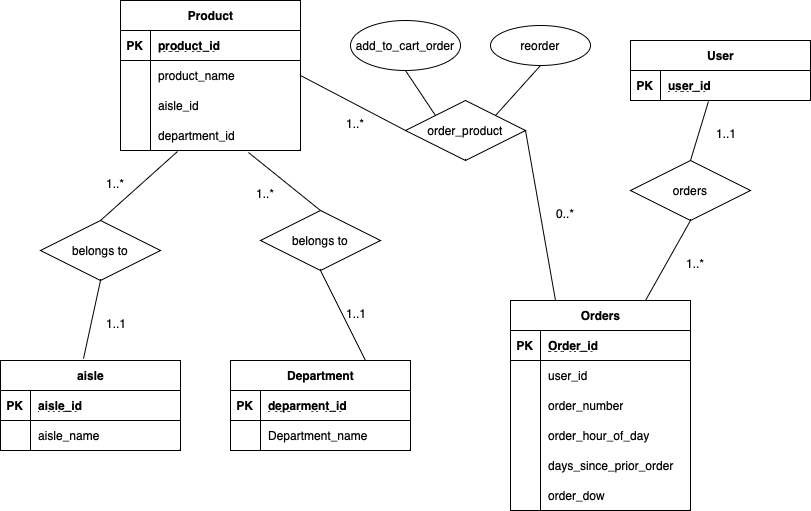 Product
PK product_id
product_name
aisle_id
department_id
add_to_cart_order
reorder
order_product
User
PK user_id
1..*
1..1
orders
0..*
1..*
1..*
belongs to
1..1
1..*
belongs to
1..1
aisle
PK aisle_id
aisle_name
Department
PK deparment_id
Department_name
Orders
PK Order_id
user_id
order_number
order_hour_of_day
days_since_prior_order
order_dow